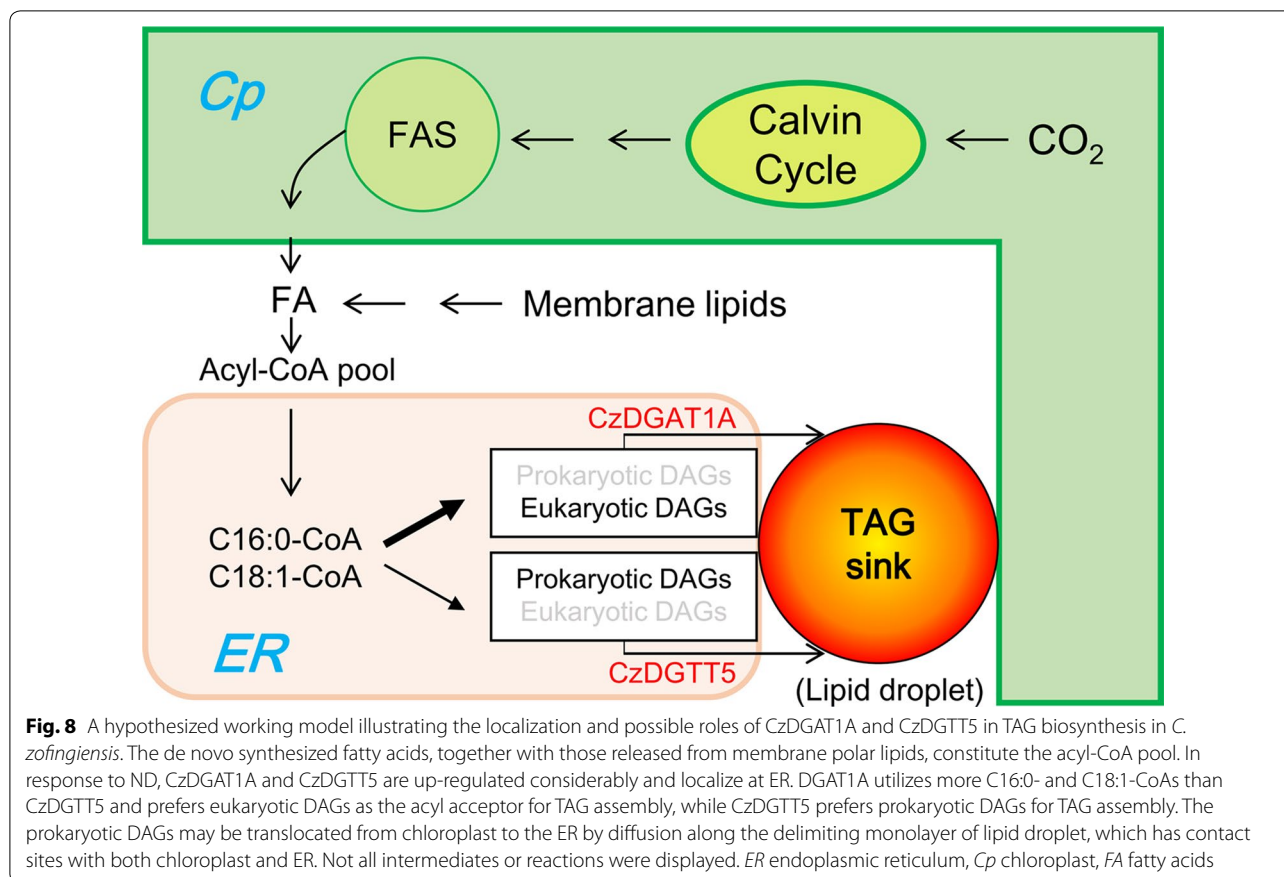 Cp
FAS
Calvin
Cycle
CO₂
FA
Membrane lipids
Acyl-CoA pool
CzDGAT1A
Prokaryotic DAGs
Eukaryotic DAGs
C16:0-CoA
C18:1-CoA
Prokaryotic DAGs
Eukaryotic DAGs
TAG
sink
ER
CzDGTT5
(Lipid droplet)
Fig. 8 A hypothesized working model illustrating the localization and possible roles of CzDGAT1A and CzDGTT5 in TAG biosynthesis in C.
zofingiensis. The de novo synthesized fatty acids, together with those released from membrane polar lipids, constitute the acyl-CoA pool. In
response to ND, CzDGAT1A and CzDGTT5 are up-regulated considerably and localize at ER. DGAT1A utilizes more C16:0- and C18:1-CoAs than
CzDGTT5 and prefers eukaryotic DAGs as the acyl acceptor for TAG assembly, while CzDGTT5 prefers prokaryotic DAGs for TAG assembly. The
prokaryotic DAGs may be translocated from chloroplast to the ER by diffusion along the delimiting monolayer of lipid droplet, which has contact
sites with both chloroplast and ER. Not all intermediates or reactions were displayed. ER endoplasmic reticulum, Cp chloroplast, FA fatty acids